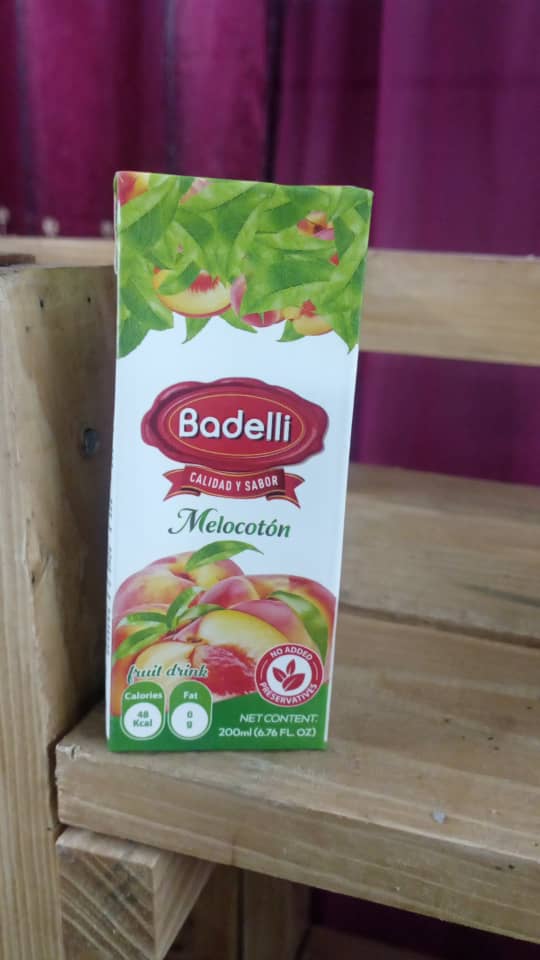 Badelli
CALIDAD Y SABOR
Melocotón
fruit drink
NO ADDED
PRESERVATIVES
Calories
48
Kcal
Fat
0
g
NET CONTENT:
200ml (6.76 FL. OZ)